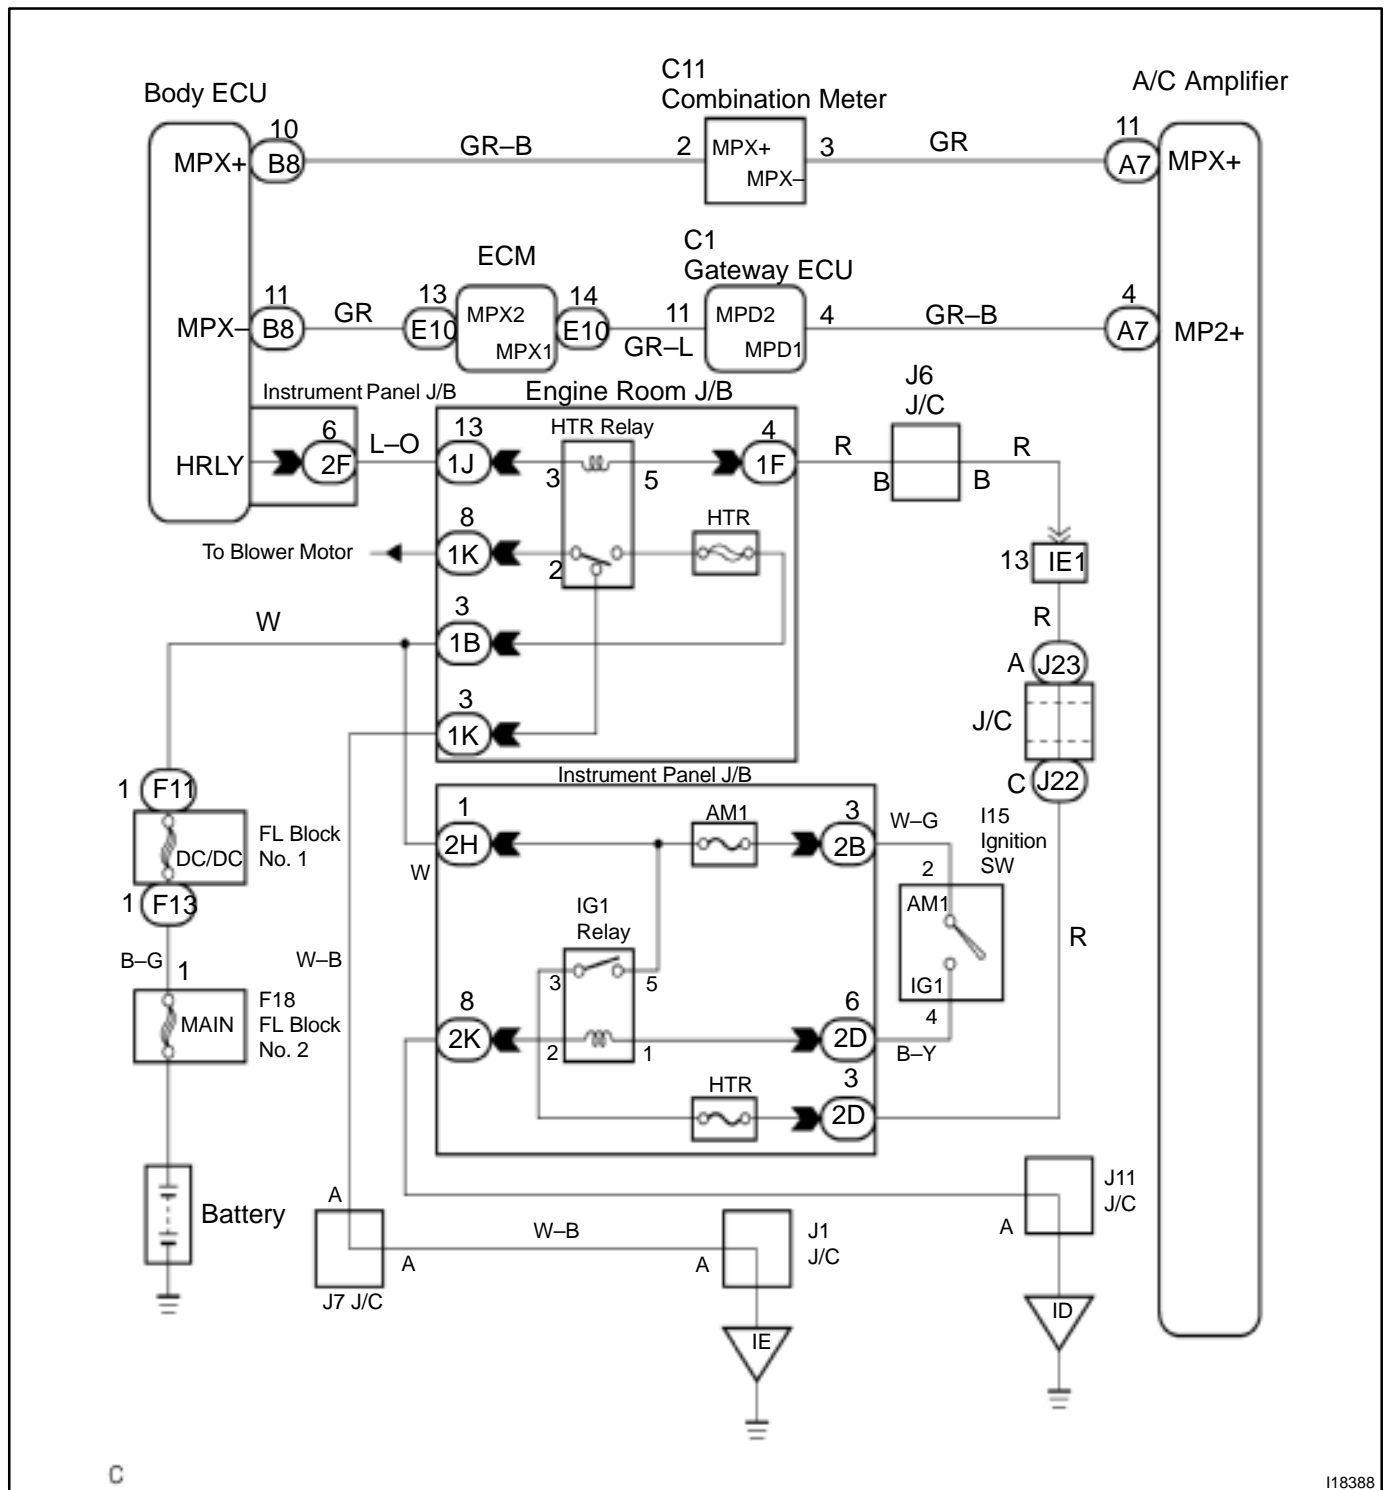 C11
Combination Meter
Body ECU
A/C Amplifier
10
11
MPX+
B8
GR–B
2
MPX+
MPX–
3
GR
A7
MPX+
C1
Gateway ECU
ECM
11
MPX–
B8
GR
13
E10
MPX2
MPX1
14
E10
11
GR–L
MPD2
MPD1
4
GR–B
4
A7
MP2+
Instrument Panel J/B
Engine Room J/B
J6
J/C
HRLY
6
2F
L–O
13
1J
HTR Relay
3
5
4
1F
R
B
B
R
To Blower Motor
8
1K
2
HTR
13
IE1
W
3
1B
R
A
J23
3
1K
J/C
C
J22
Instrument Panel J/B
1
F11
DC/DC
FL Block
No. 1
1
F13
1
2H
W
AM1
3
2B
W–G
I15
Ignition
SW
2
AM1
IG1
4
IG1
Relay
3
5
B–G
1
MAIN
F18
FL Block
No. 2
W–B
R
8
2K
2
1
6
2D
B–Y
HTR
3
2D
Battery
A
J7 J/C
A
W–B
A
J1
J/C
A
J11
J/C
IE
ID
C
I18388